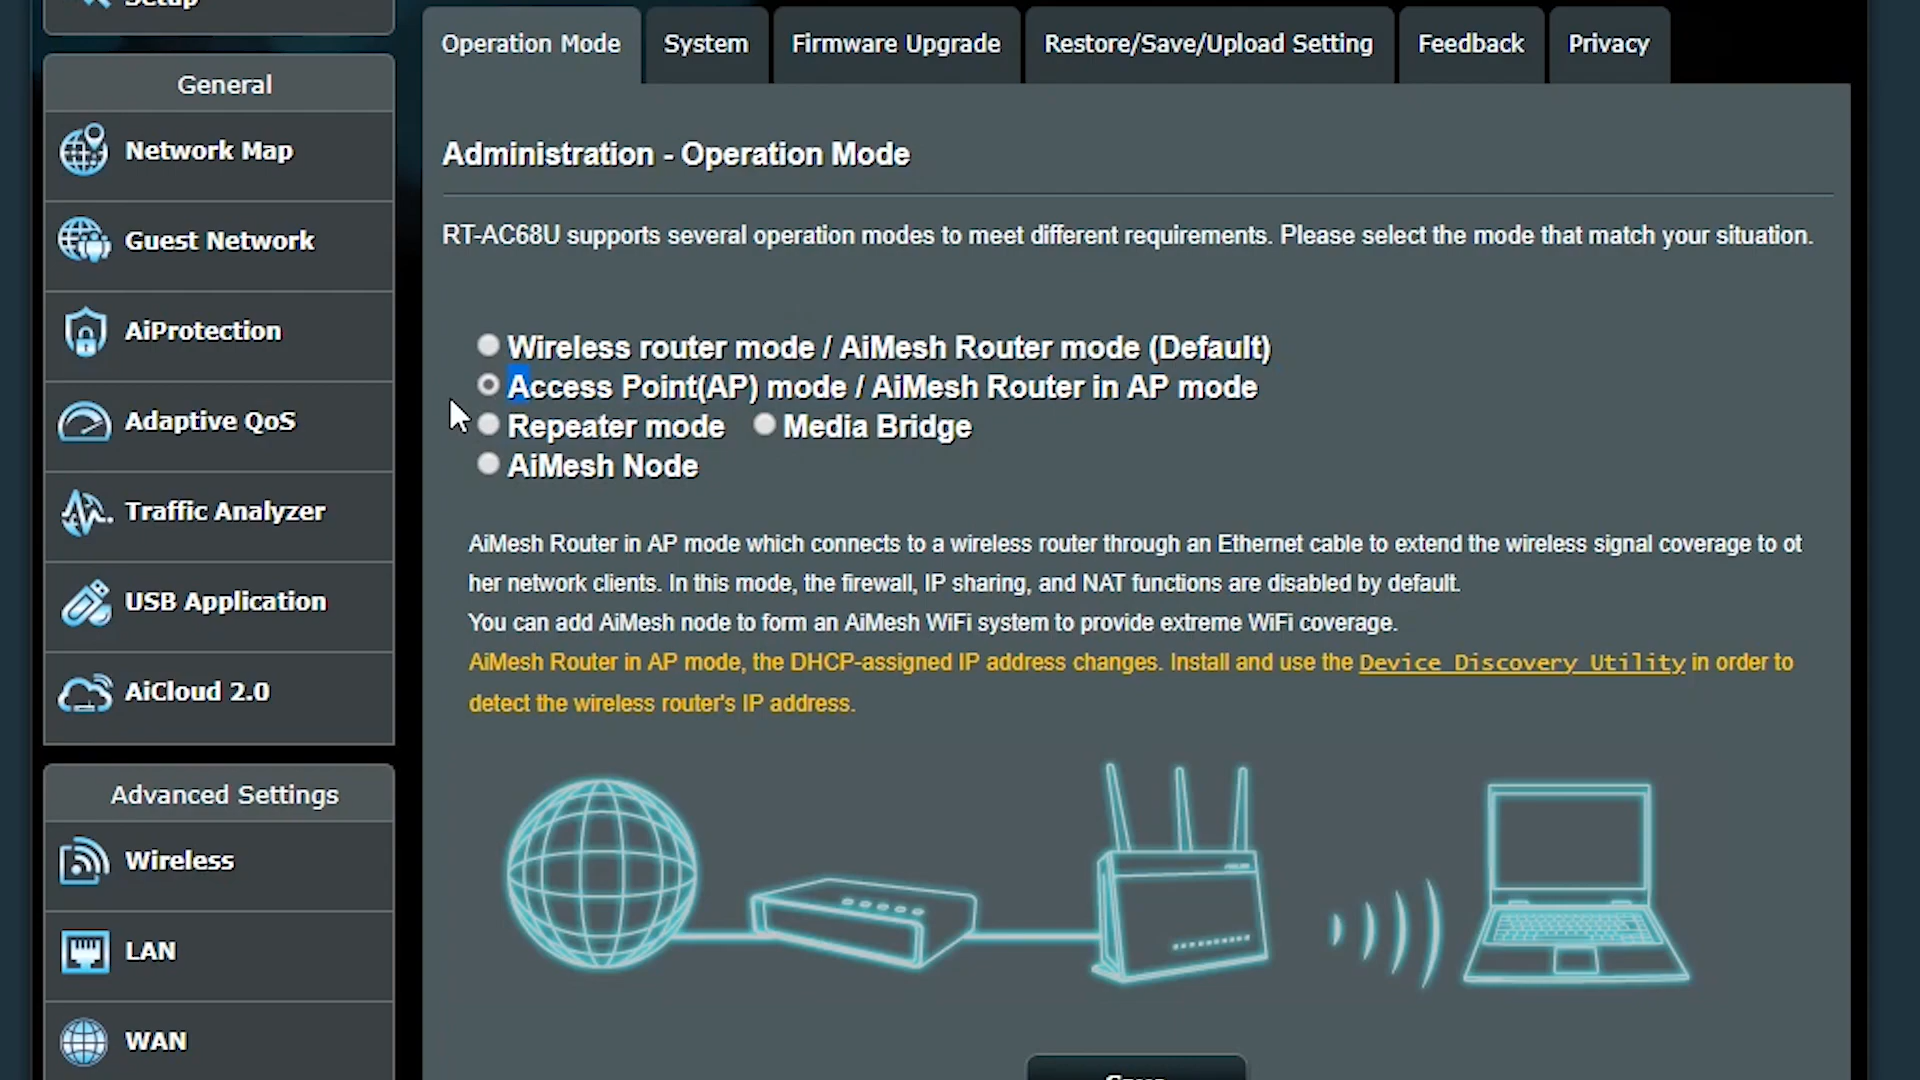 Setup
General
Network Map
Guest Network
AiProtection
Adaptive QoS
Traffic Analyzer
USB Application
AiCloud 2.0
Advanced Settings
Wireless
LAN
WAN
Operation Mode System Firmware Upgrade Restore/Save/Upload Setting Feedback Privacy
Administration - Operation Mode
RT-AC68U supports several operation modes to meet different requirements. Please select the mode that match your situation.
Wireless router mode / AiMesh Router mode (Default)
Access Point(AP) mode / AiMesh Router in AP mode
Repeater mode Media Bridge
AiMesh Node
AiMesh Router in AP mode which connects to a wireless router through an Ethernet cable to extend the wireless signal coverage to ot
her network clients. In this mode, the firewall, IP sharing, and NAT functions are disabled by default.
You can add AiMesh node to form an AiMesh WiFi system to provide extreme WiFi coverage.
AiMesh Router in AP mode, the DHCP-assigned IP address changes. Install and use the Device Discovery Utility in order to
detect the wireless router's IP address.
Save